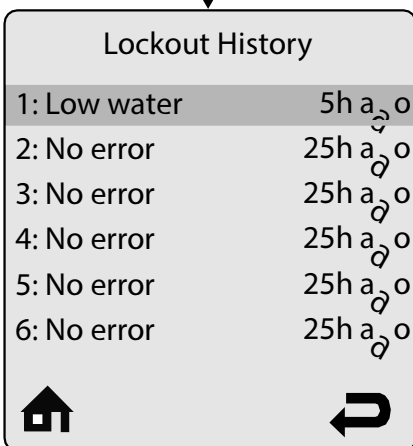 Lockout History
1: Low water 5h ago
2: No error 25h ago
3: No error 25h ago
4: No error 25h ago
5: No error 25h ago
6: No error 25h ago